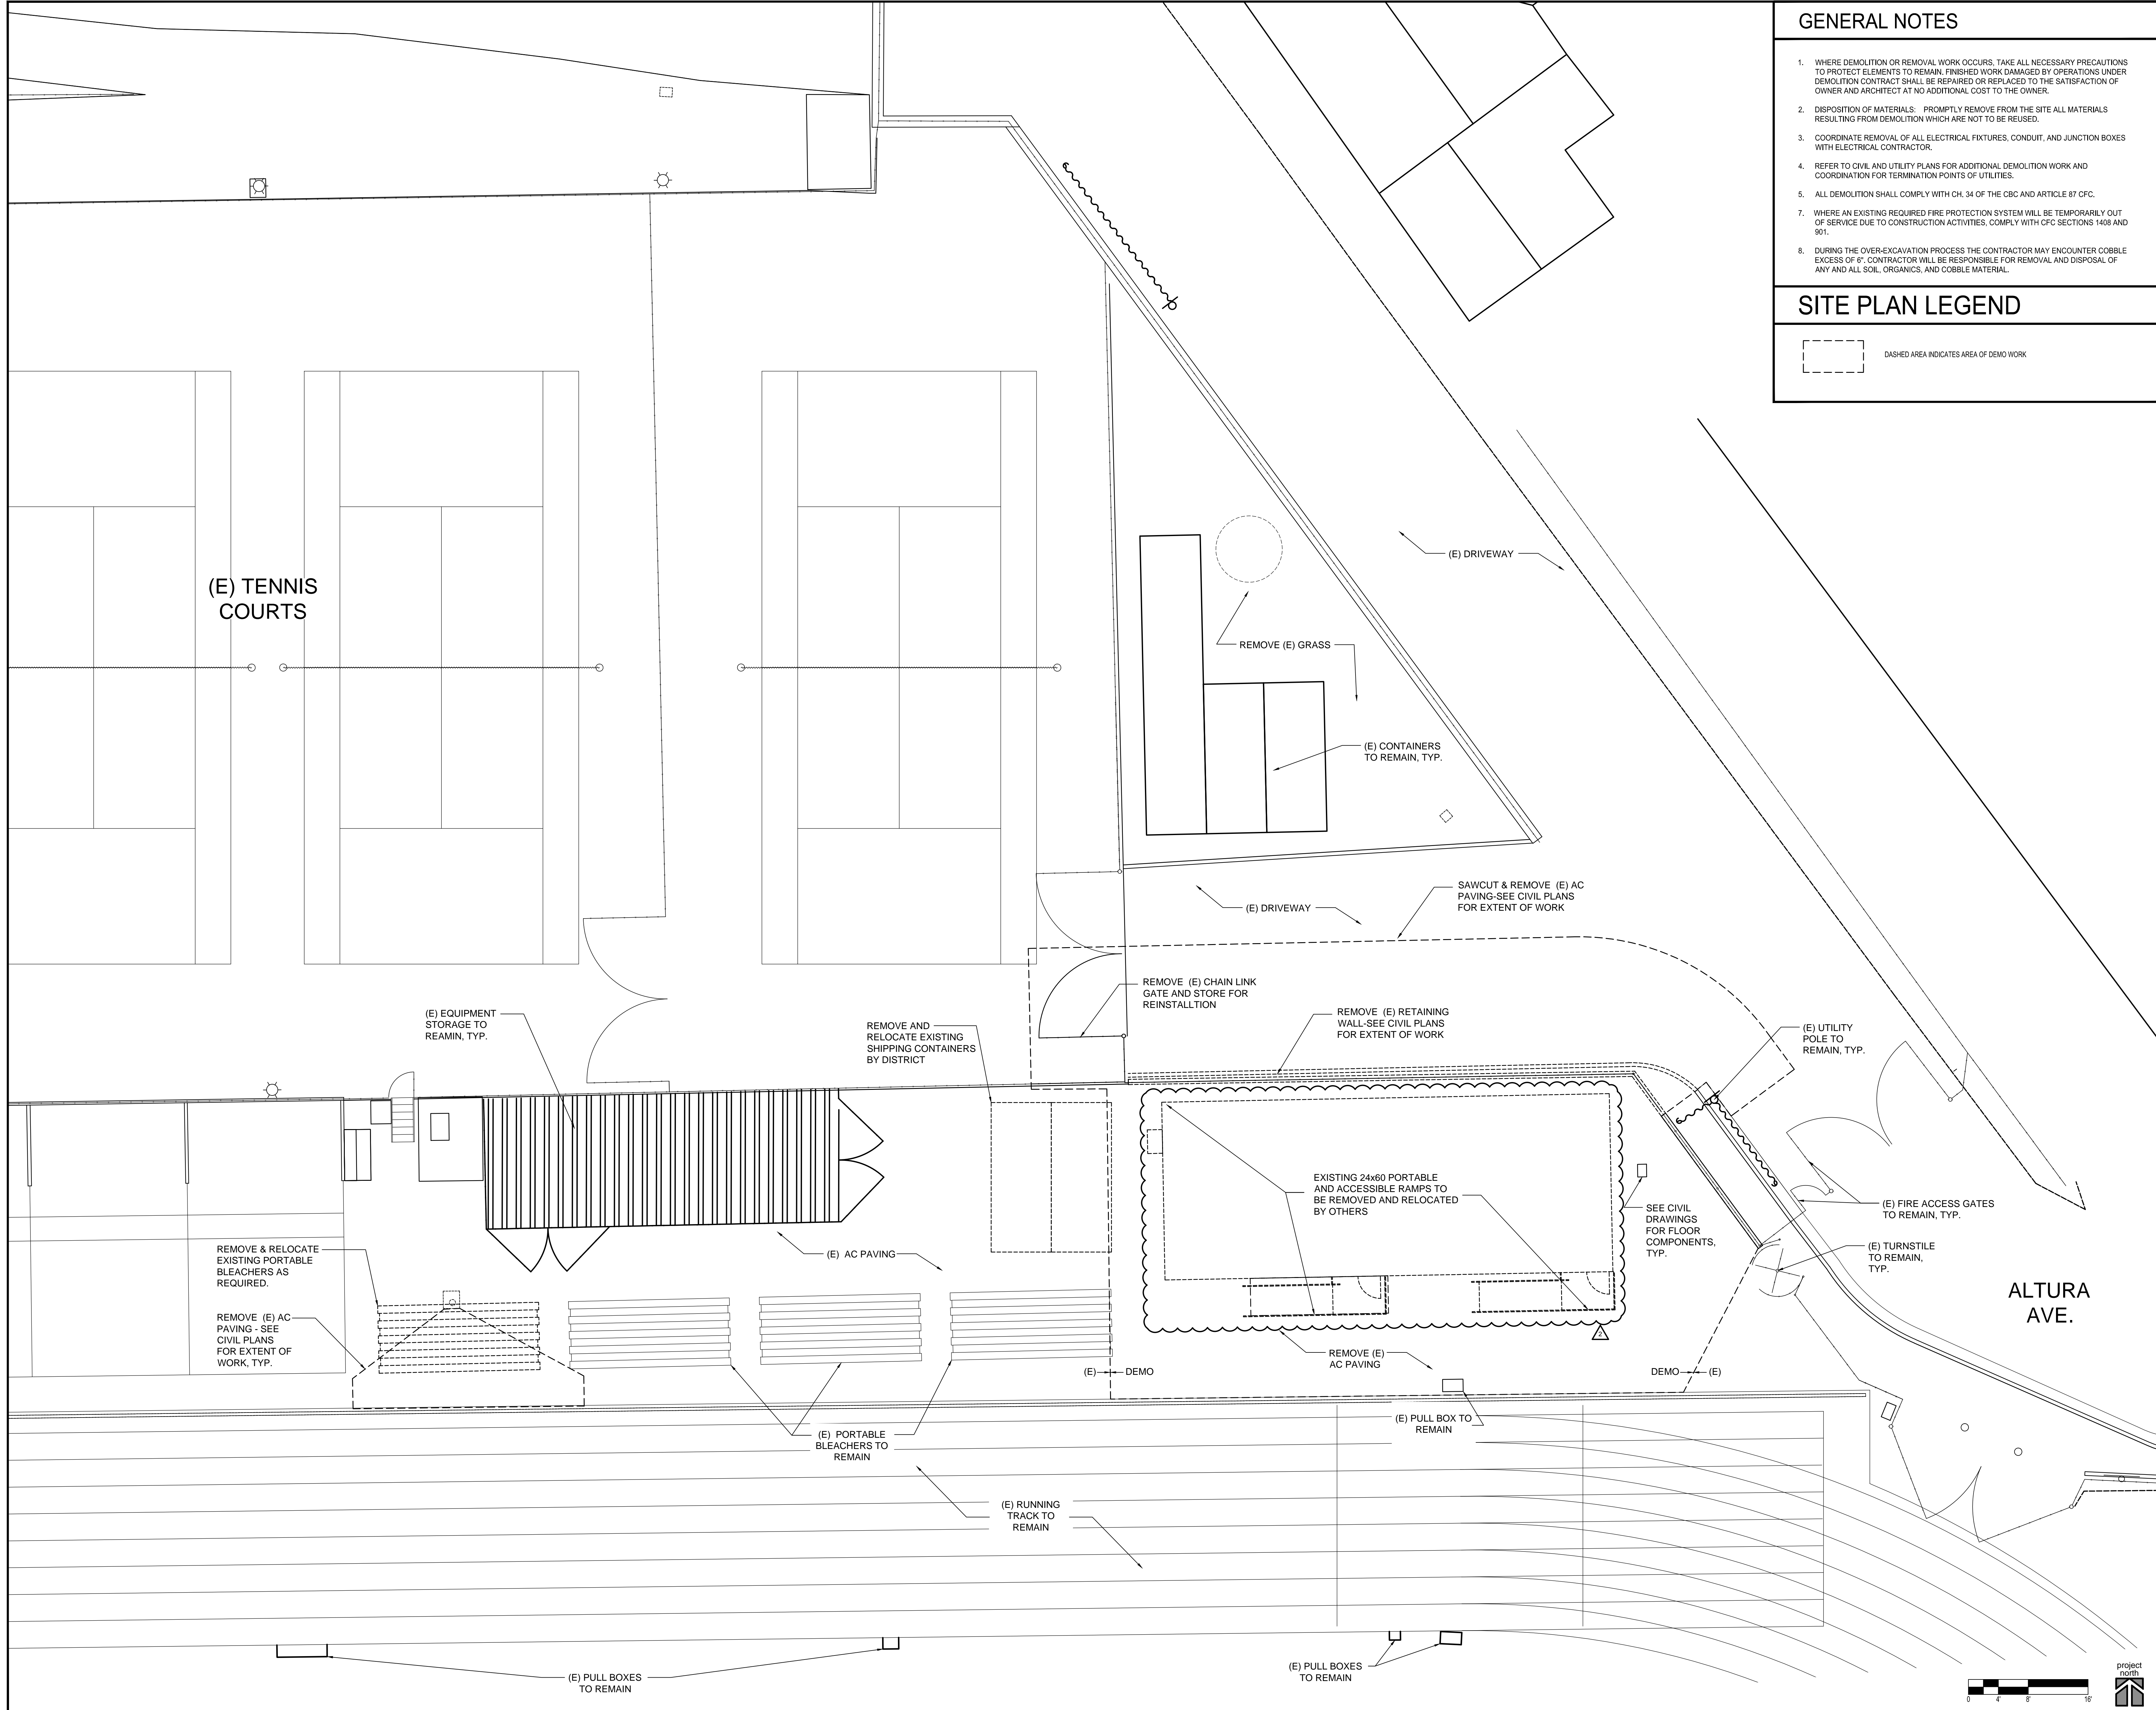 GENERAL NOTES
1. WHERE DEMOLITION OR REMOVAL WORK OCCURS, TAKE ALL NECESSARY PRECAUTIONS
TO PROTECT ELEMENTS TO REMAIN. FINISHED WORK DAMAGED BY OPERATIONS UNDER
DEMOLITION CONTRACT SHALL BE REPAIRED OR REPLACED TO THE SATISFACTION OF
OWNER AND ARCHITECT AT NO ADDITIONAL COST TO THE OWNER.
2. DISPOSITION OF MATERIALS: PROMPTLY REMOVE FROM THE SITE ALL MATERIALS
RESULTING FROM DEMOLITION WHICH ARE NOT TO BE REUSED.
3. COORDINATE REMOVAL OF ALL ELECTRICAL FIXTURES, CONDUIT, AND JUNCTION BOXES
WITH ELECTRICAL CONTRACTOR.
4. REFER TO CIVIL AND UTILITY PLANS FOR ADDITIONAL DEMOLITION WORK AND
COORDINATION FOR TERMINATION POINTS OF UTILITIES.
5. ALL DEMOLITION SHALL COMPLY WITH CH. 34 OF THE CBC AND ARTICLE 87 CFC.
7. WHERE AN EXISTING REQUIRED FIRE PROTECTION SYSTEM WILL BE TEMPORARILY OUT
OF SERVICE DUE TO CONSTRUCTION ACTIVITIES, COMPLY WITH CFC SECTIONS 1408 AND
901.
8. DURING THE OVER-EXCAVATION PROCESS THE CONTRACTOR MAY ENCOUNTER COBBLE
EXCESS OF 6". CONTRACTOR WILL BE RESPONSIBLE FOR REMOVAL AND DISPOSAL OF
ANY AND ALL SOIL, ORGANICS, AND COBBLE MATERIAL.
SITE PLAN LEGEND
DASHED AREA INDICATES AREA OF DEMO WORK
(E) DRIVEWAY
(E) TENNIS
COURTS
REMOVE (E) GRASS
(E) CONTAINERS
TO REMAIN, TYP.
SAWCUT & REMOVE (E) AC
PAVING-SEE CIVIL PLANS
FOR EXTENT OF WORK
(E) DRIVEWAY
REMOVE (E) CHAIN LINK
GATE AND STORE FOR
REINSTALLTION
(E) EQUIPMENT
STORAGE TO
REAMIN, TYP.
REMOVE AND
RELOCATE EXISTING
SHIPPING CONTAINERS
BY DISTRICT
REMOVE (E) RETAINING
WALL-SEE CIVIL PLANS
FOR EXTENT OF WORK
(E) UTILITY
POLE TO
REMAIN, TYP.
EXISTING 24x60 PORTABLE
AND ACCESSIBLE RAMPS TO
BE REMOVED AND RELOCATED
BY OTHERS
SEE CIVIL
DRAWINGS
FOR FLOOR
COMPONENTS,
TYP.
(E) FIRE ACCESS GATES
TO REMAIN, TYP.
(E) TURNSTILE
TO REMAIN,
TYP.
ALTURA
AVE.
REMOVE & RELOCATE
EXISTING PORTABLE
BLEACHERS AS
REQUIRED.
(E) AC PAVING
REMOVE (E) AC
PAVING - SEE
CIVIL PLANS
FOR EXTENT OF
WORK, TYP.
2
REMOVE (E)
AC PAVING
(E) DEMO
DEMO (E)
(E) PULL BOX TO
REMAIN
(E) PORTABLE
BLEACHERS TO
REMAIN
(E) RUNNING
TRACK TO
REMAIN
(E) PULL BOXES
TO REMAIN
(E) PULL BOXES
TO REMAIN
project
north
0 4' 8' 16'